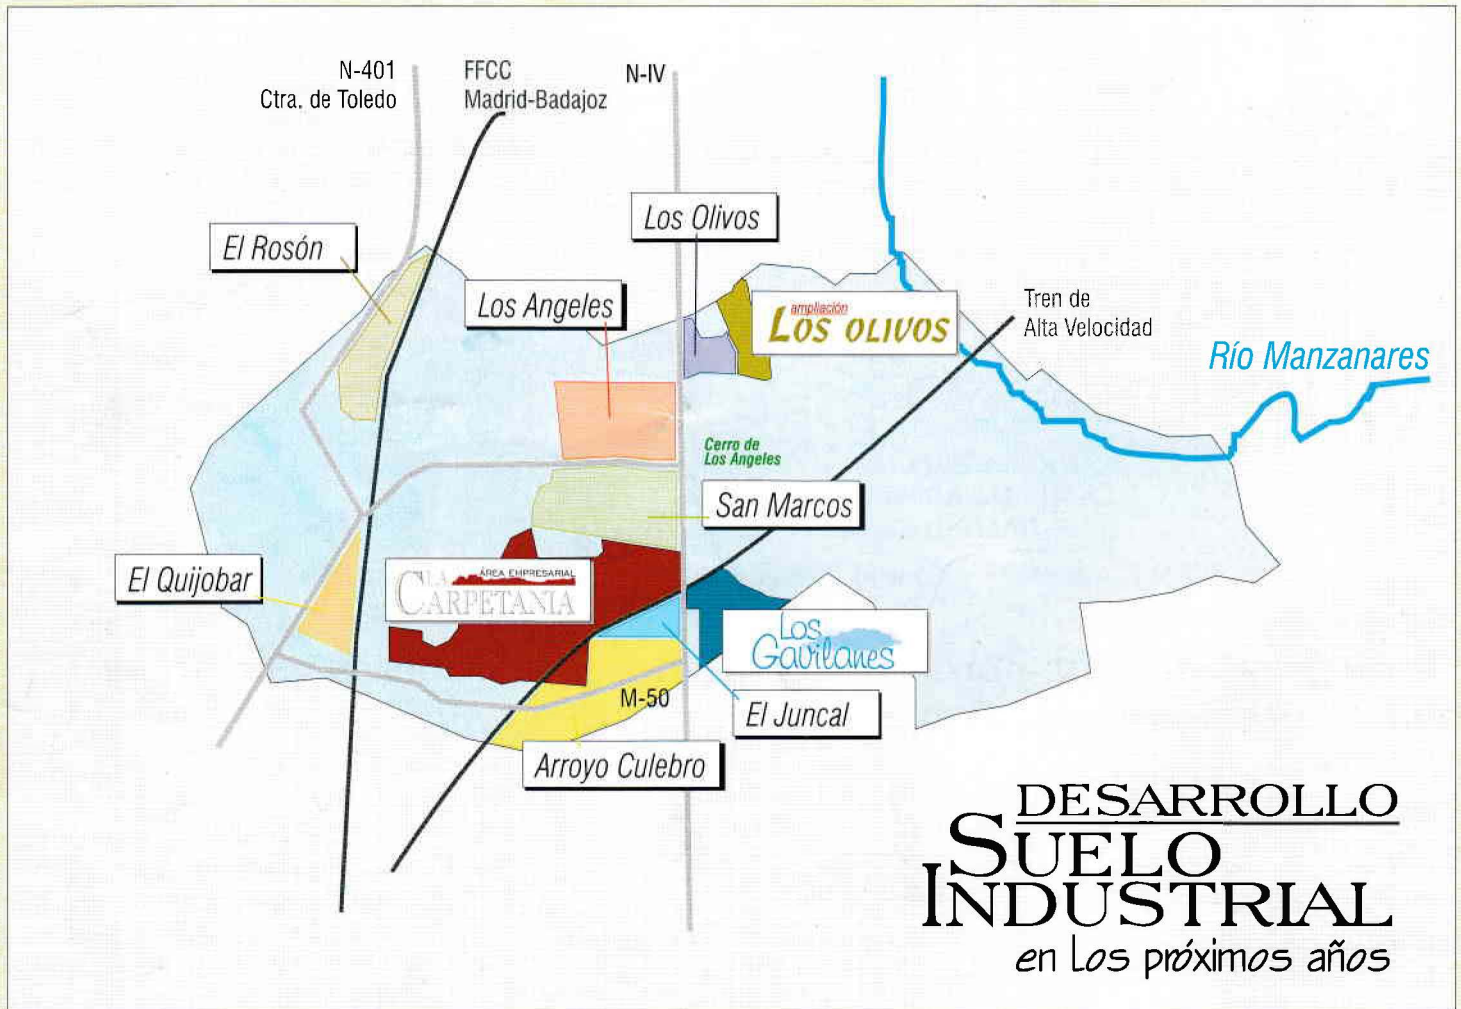 N-401
Ctra. de Toledo
FFCC
Madrid-Badajoz
N-IV
Los Olivos
El Rosón
Los Angeles
ampliación
LOS OLIVOS
Tren de
Alta Velocidad
Río Manzanares
Cerro de
Los Angeles
San Marcos
El Quijobar
ÁREA EMPRESARIAL
LA
CARPETANIA
Los
Gavilanes
M-50
El Juncal
Arroyo Culebro
DESARROLLO
SUELO
INDUSTRIAL
en Los próximos años